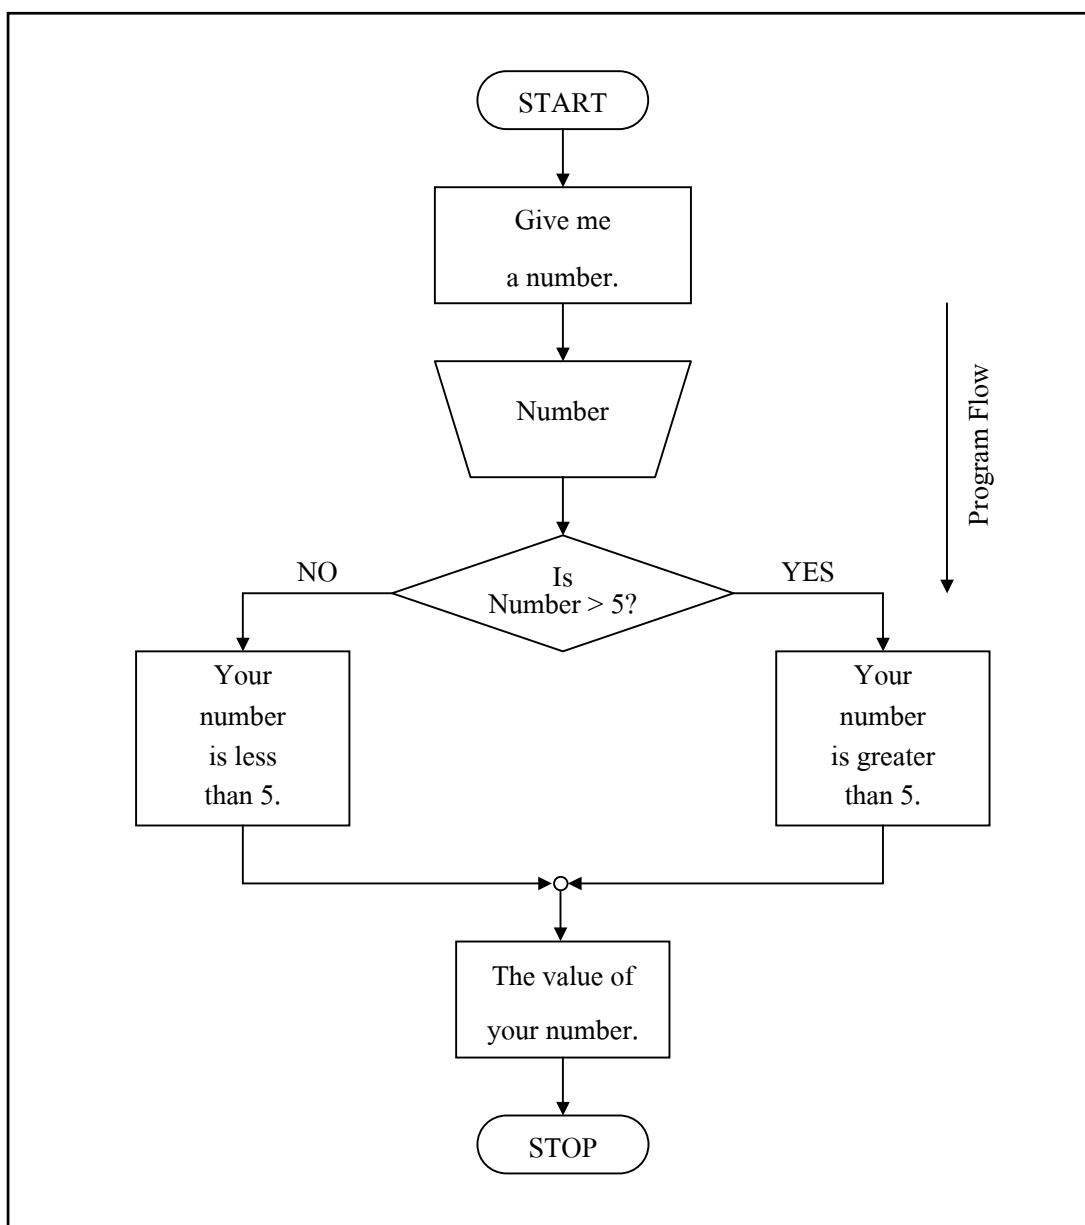 START
Give me
a number.
Number
Program Flow
Is
Number > 5?
NO
YES
Your
number
is less
than 5.
Your
number
is greater
than 5.
The value of
your number.
STOP